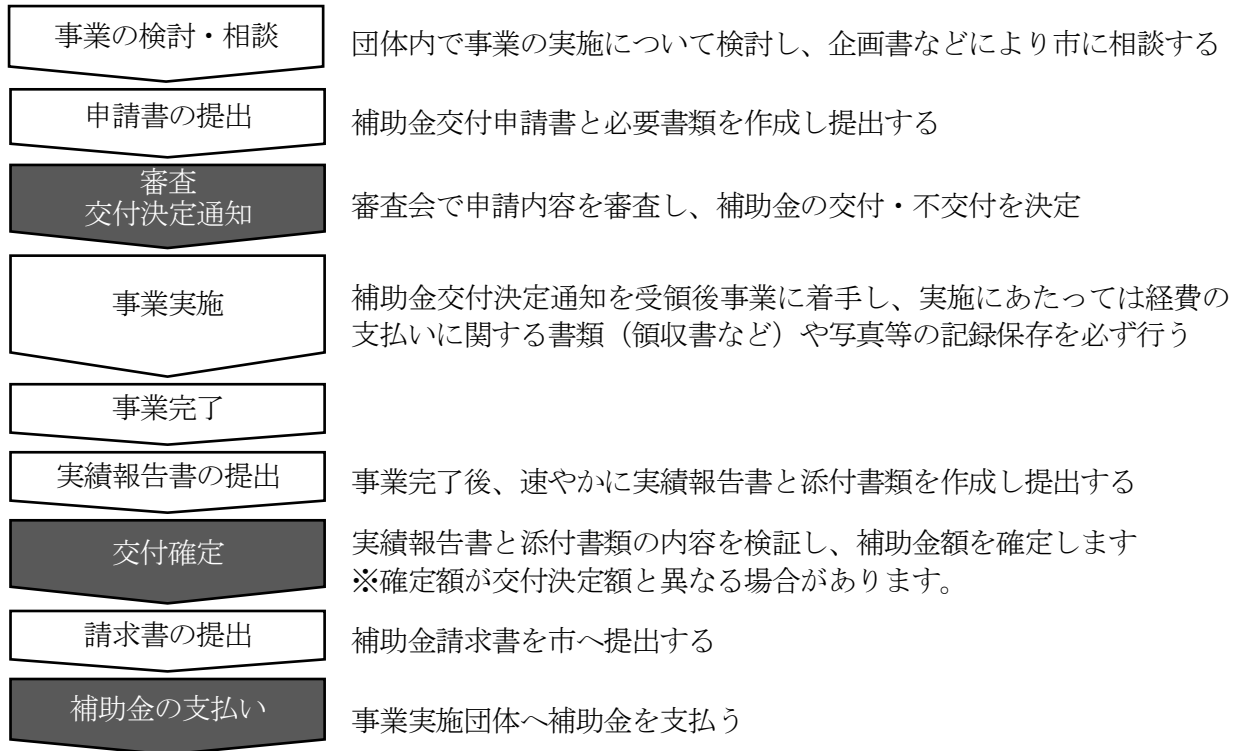 事業の検討・相談
団体内で事業の実施について検討し、企画書などにより市に相談する
申請書の提出
補助金交付申請書と必要書類を作成し提出する
審査
交付決定通知
審査会で申請内容を審査し、補助金の交付・不交付を決定
事業実施
補助金交付決定通知を受領後事業に着手し、実施にあたっては経費の
支払いに関する書類（領収書など）や写真等の記録保存を必ず行う
事業完了
実績報告書の提出
事業完了後、速やかに実績報告書と添付書類を作成し提出する
交付確定
実績報告書と添付書類の内容を検証し、補助金額を確定します
※確定額が交付決定額と異なる場合があります。
請求書の提出
補助金請求書を市へ提出する
補助金の支払い
事業実施団体へ補助金を支払う